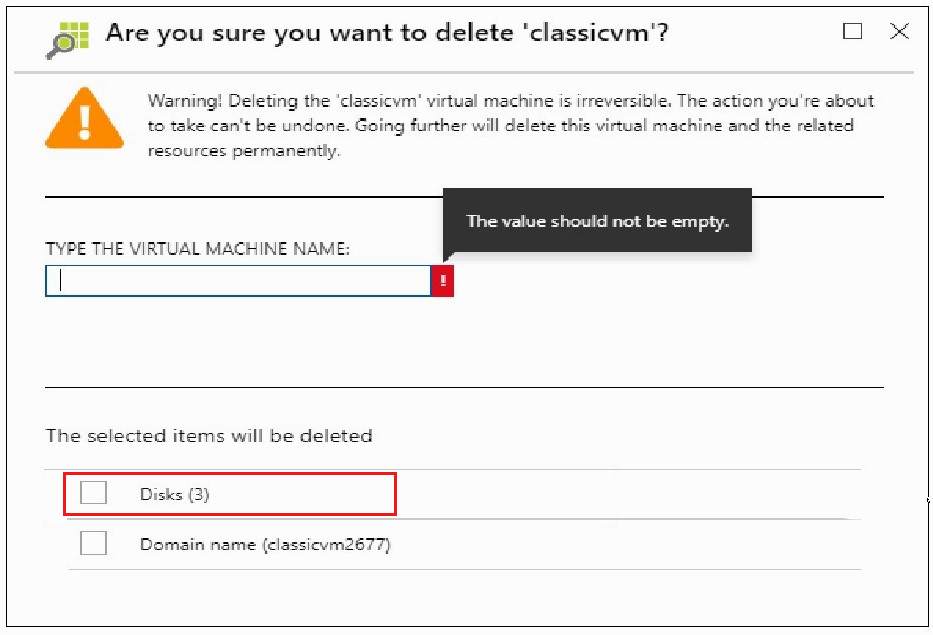 Are you sure you want to delete 'classicvm'?
Warning! Deleting the 'classicvm' virtual machine is irreversible. The action you're about
to take can't be undone. Going further will delete this virtual machine and the related
resources permanently.
The value should not be empty.
TYPE THE VIRTUAL MACHINE NAME:
The selected items will be deleted
Disks (3)
Domain name (classicvm2677)